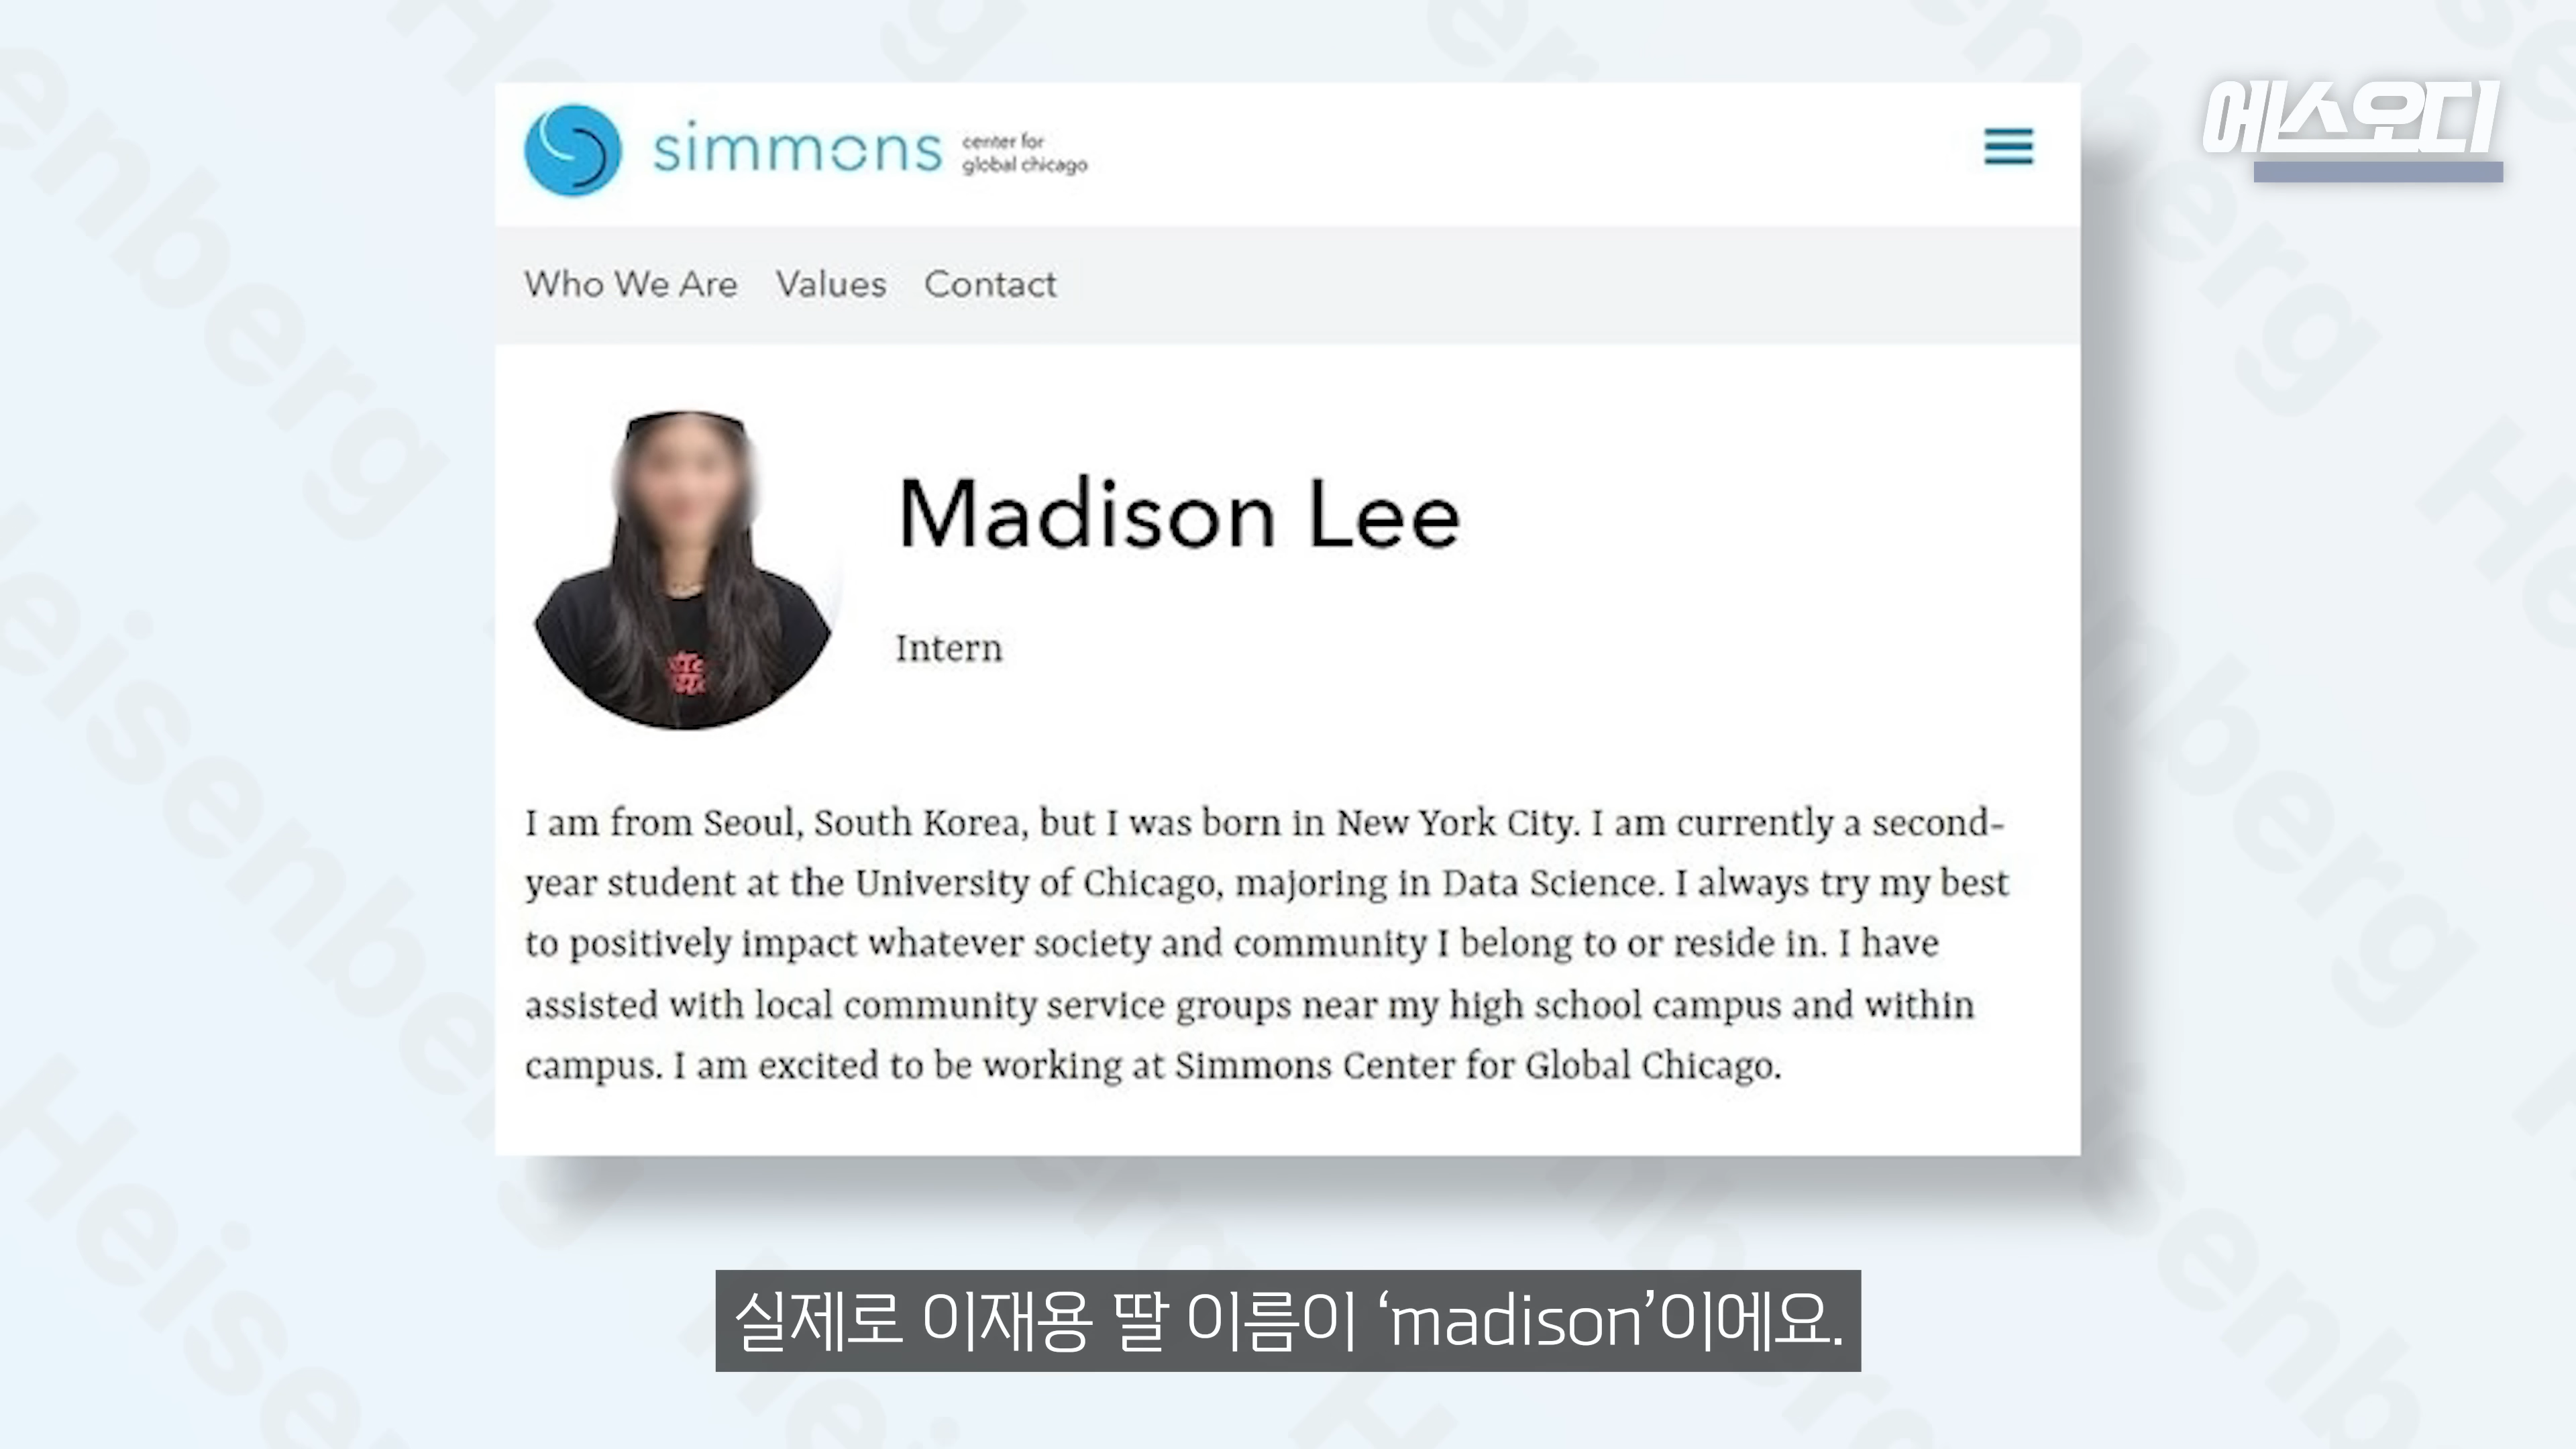 에스오디
simmons center for
global chicago
Who We Are Values Contact
Madison Lee
Intern
I am from Seoul, South Korea, but I was born in New York City. I am currently a second-
year student at the University of Chicago, majoring in Data Science. I always try my best
to positively impact whatever society and community I belong to or reside in. I have
assisted with local community service groups near my high school campus and within
campus. I am excited to be working at Simmons Center for Global Chicago.
실제로 이재용 딸 이름이 ‘madison’이에요.
Heisenberg